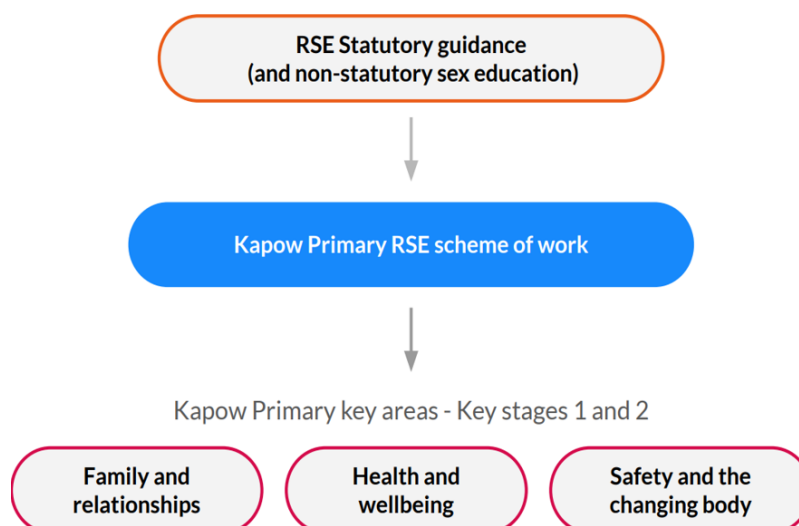 RSE Statutory guidance
(and non-statutory sex education)
Kapow Primary RSE scheme of work
Kapow Primary key areas - Key stages 1 and 2
Family and
relationships
Health and
wellbeing
Safety and the
changing body